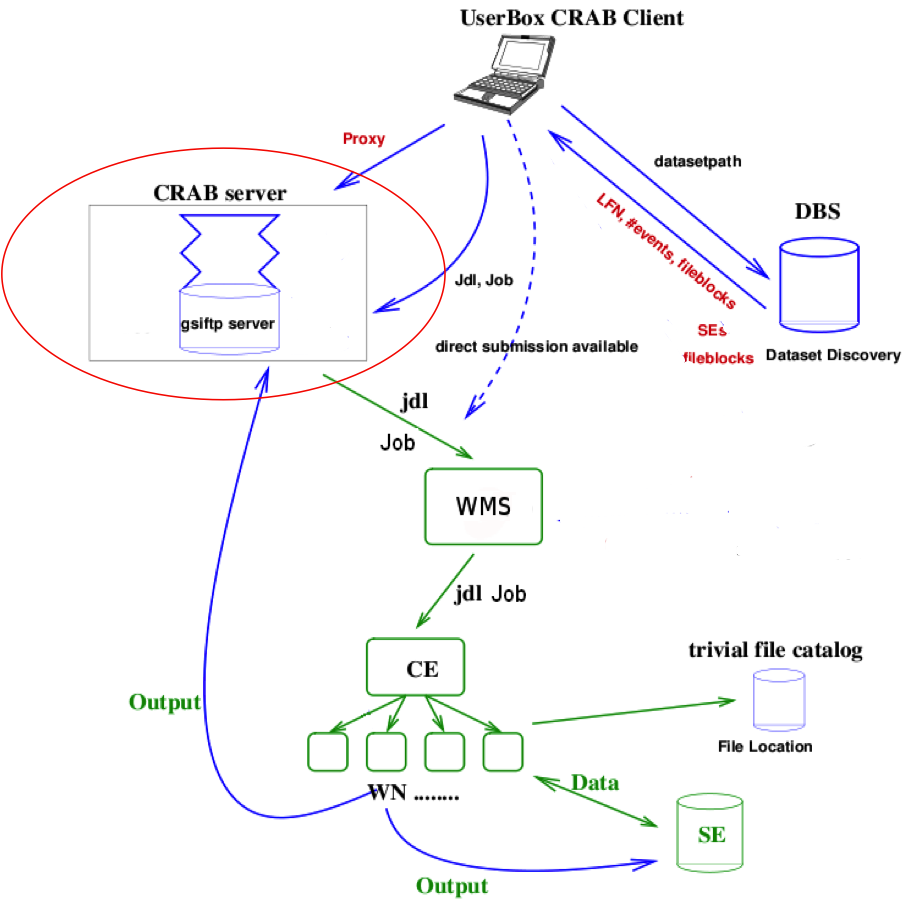 UserBox CRAB Client
Proxy
datasetpath
CRAB server
LFN, #events, fileblocks
DBS
Jdl, Job
gsiftp server
SEs
direct submission available
fileblocks
Dataset Discovery
jdl
Job
WMS
jdl Job
trivial file catalog
CE
Output
File Location
Data
WN ........
SE
Output